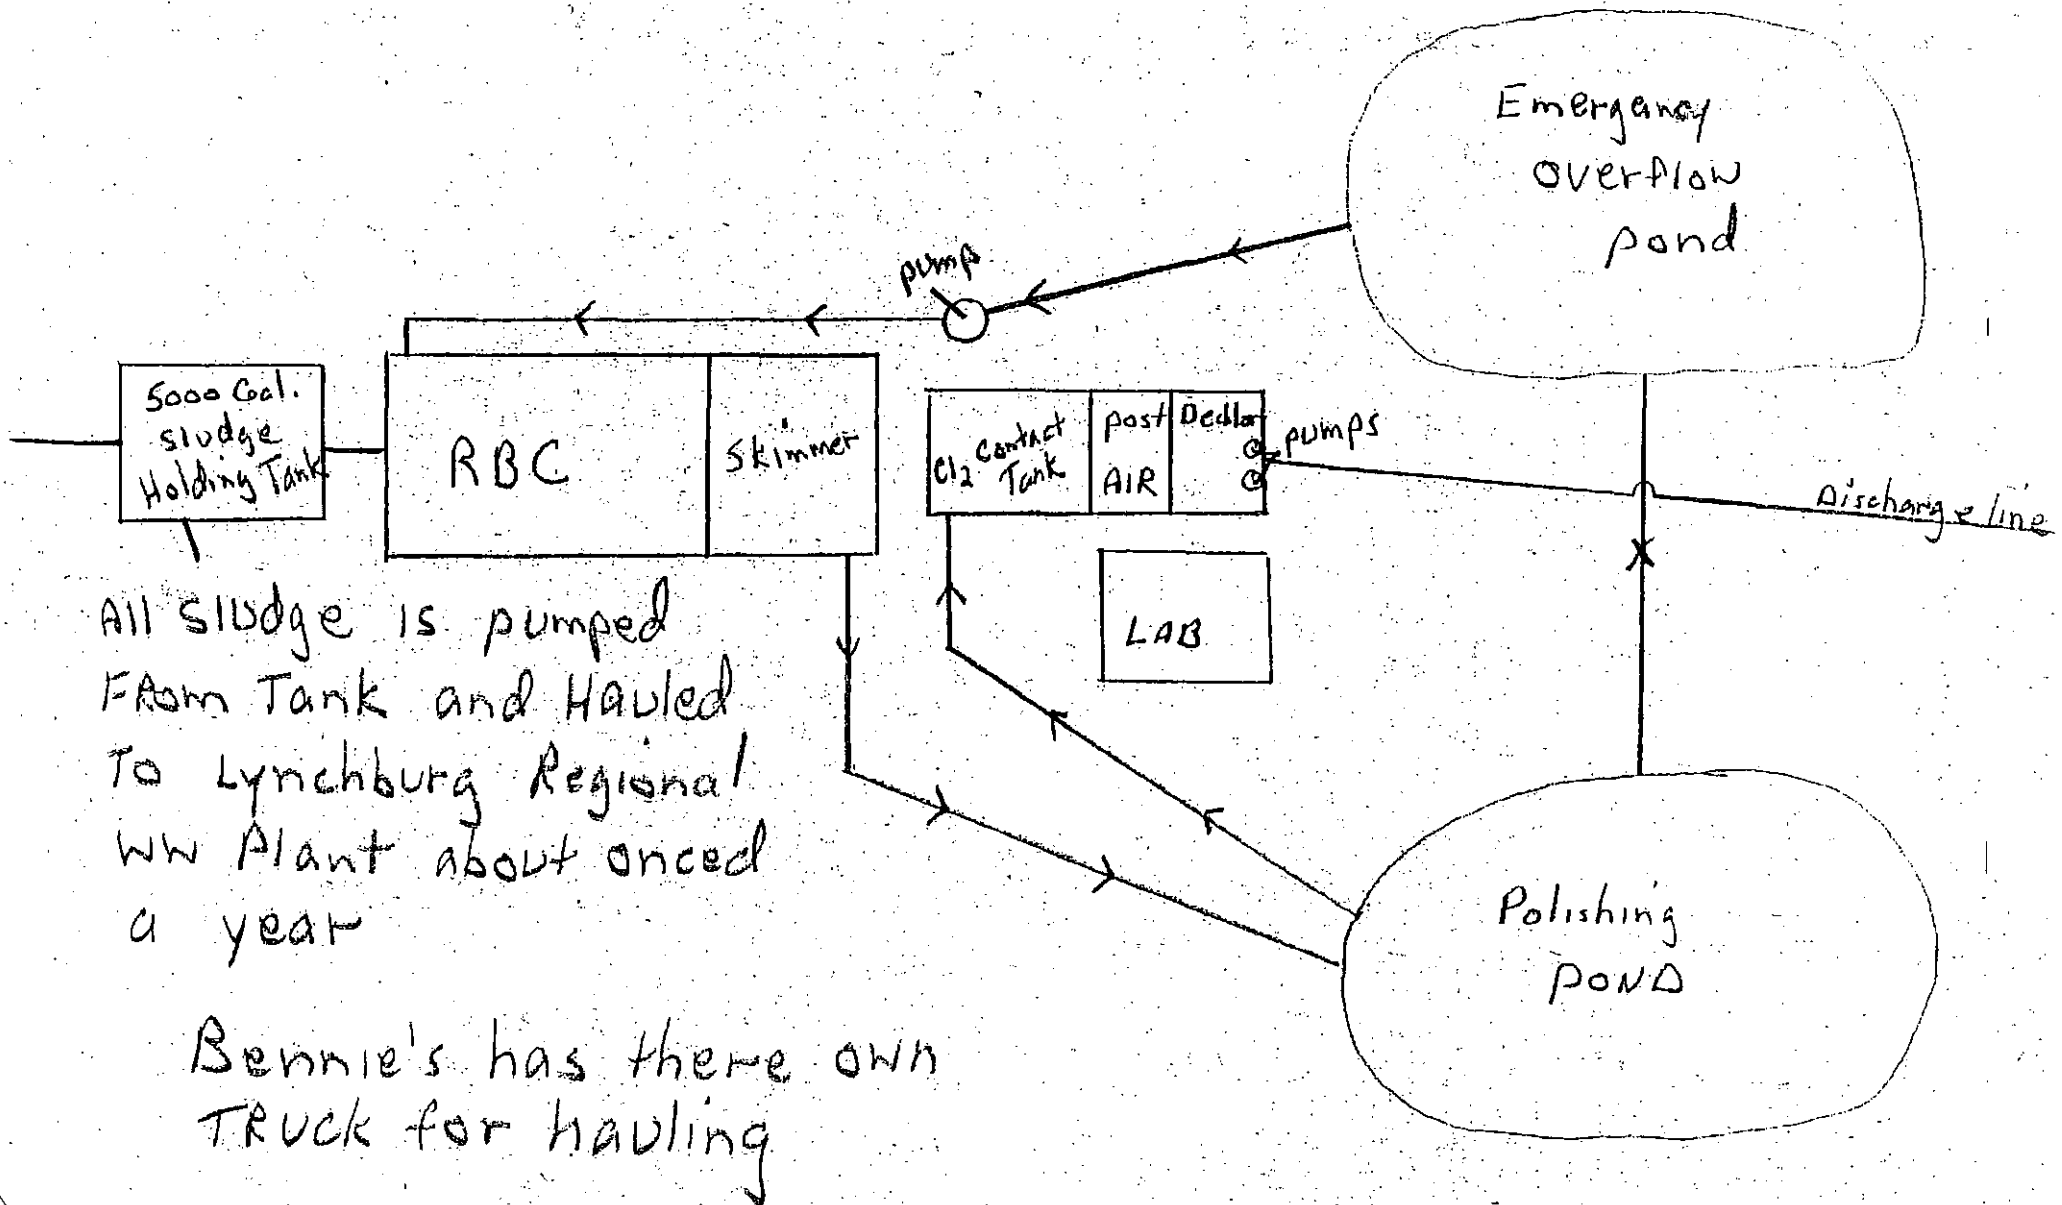 Emergancy
overflow
pond
pump
5000 Gal.
sludge
Holding Tank
RBC
Skimmer
Cl2 Contact
Tank
post
AIR
Dechlor
pumps
Discharge line
LAB
All sludge is pumped
From Tank and Hauled
To Lynchburg Regional
WW Plant about onced
a year
Polishing
POND
Bennie's has there own
TRUCK for hauling